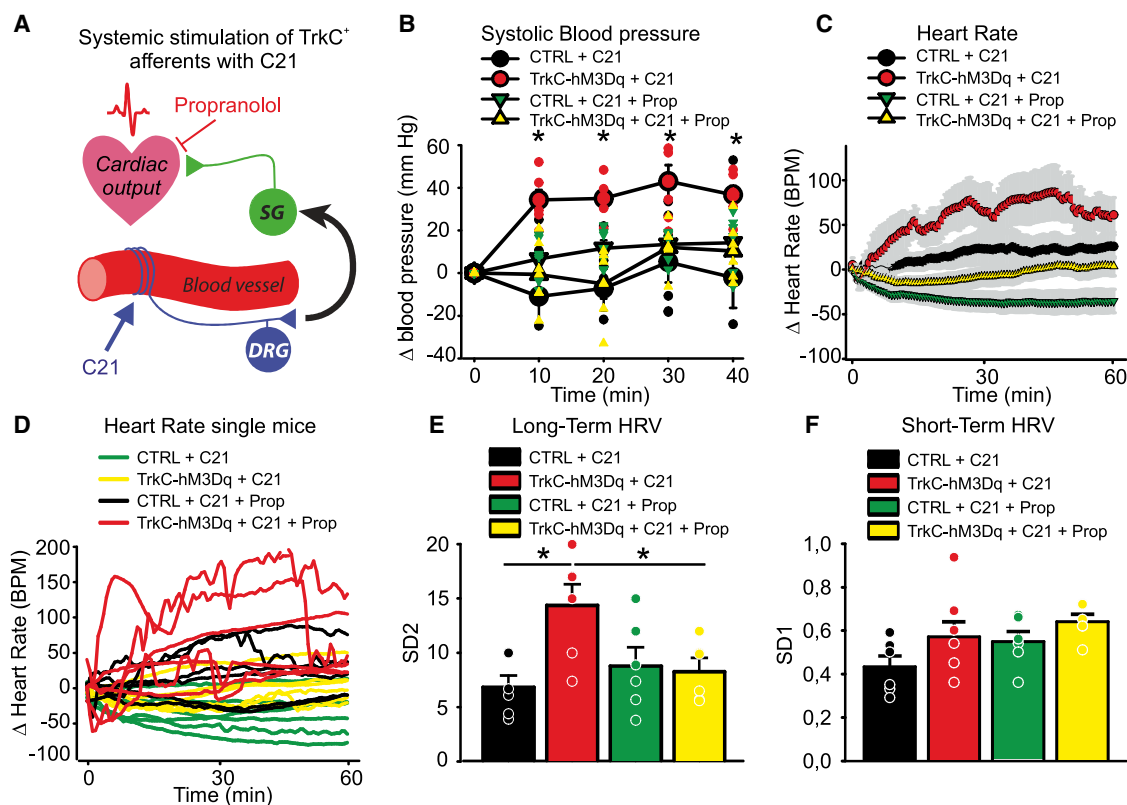 A
Systemic stimulation of TrkC⁺
afferents with C21
Propranolol
Cardiac
output
SG
Blood vessel
C21
DRG
B
Systolic Blood pressure
CTRL + C21
TrkC-hM3Dq + C21
CTRL + C21 + Prop
TrkC-hM3Dq + C21 + Prop
Δ blood pressure (mm Hg)
60
40
20
0
-20
-40
* * * *
0 10 20 30 40
Time (min)
C
Heart Rate
CTRL + C21
TrkC-hM3Dq + C21
CTRL + C21 + Prop
TrkC-hM3Dq + C21 + Prop
Δ Heart Rate (BPM)
100
50
0
-50
-100
0 30 60
Time (min)
D
Heart Rate single mice
CTRL + C21
TrkC-hM3Dq + C21
CTRL + C21 + Prop
TrkC-hM3Dq + C21 + Prop
Δ Heart Rate (BPM)
200
150
100
50
0
-50
-100
0 30 60
Time (min)
E
Long-Term HRV
CTRL + C21
TrkC-hM3Dq + C21
CTRL + C21 + Prop
TrkC-hM3Dq + C21 + Prop
SD2
20
15
10
5
0
* *
F
Short-Term HRV
CTRL + C21
TrkC-hM3Dq + C21
CTRL + C21 + Prop
TrkC-hM3Dq + C21 + Prop
SD1
1,0
0,8
0,6
0,4
0,2
0,0